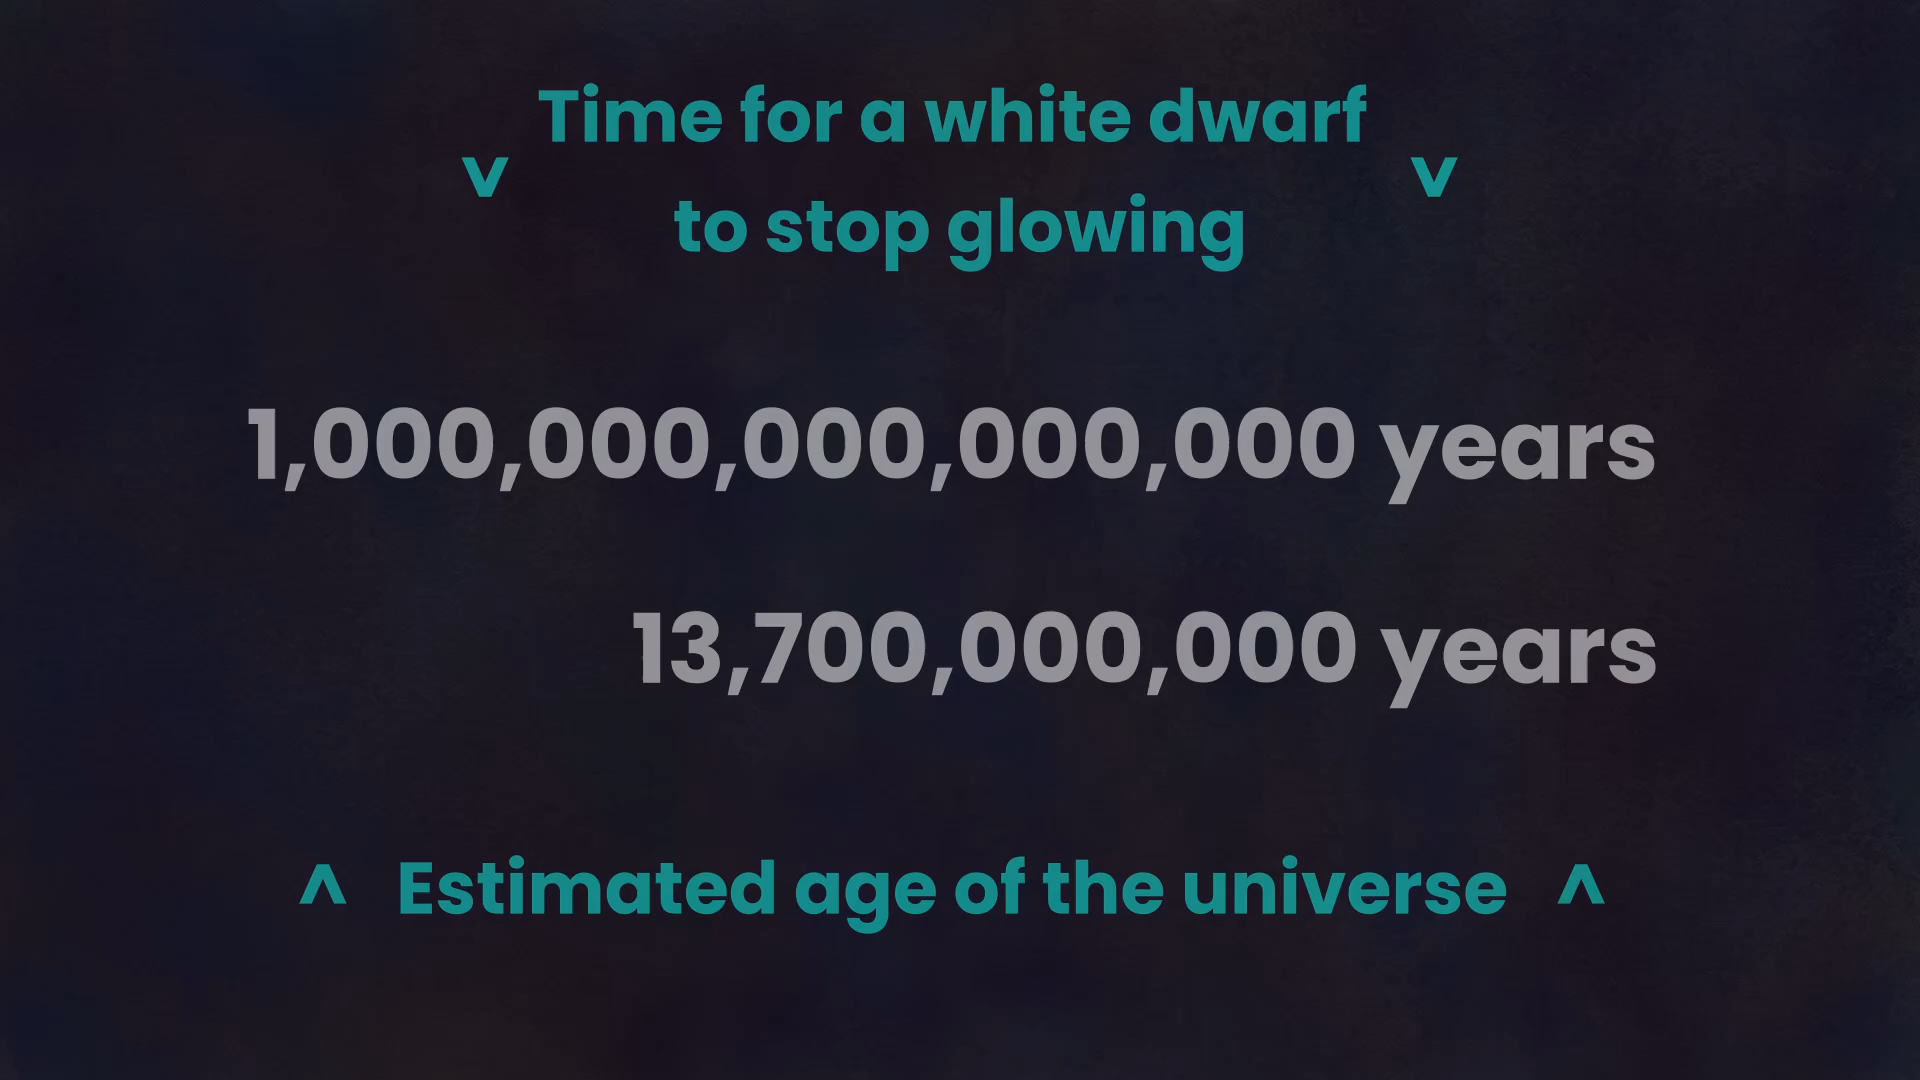 Time for a white dwarf
v v
to stop glowing
1,000,000,000,000,000 years
13,700,000,000 years
^ Estimated age of the universe ^